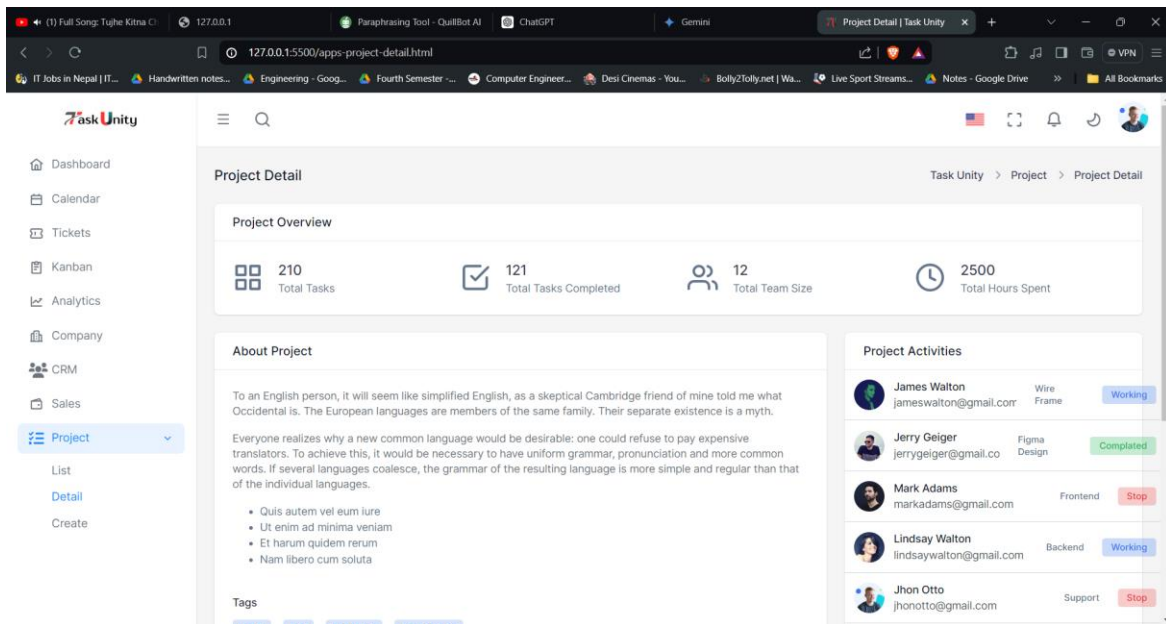 (1) Full Song: Tujhe Kitna Ch
127.0.0.1
Paraphrasing Tool - QuillBot AI
ChatGPT
Gemini
Project Detail | Task Unity
127.0.0.1:5500/apps-project-detail.html
VPN
IT Jobs in Nepal | IT...
Handwritten notes...
Engineering - Goog...
Fourth Semester -...
Computer Engineer...
Desi Cinemas - You...
Bolly2Tolly.net | Wa...
Live Sport Streams...
Notes - Google Drive
All Bookmarks
Task Unity
Dashboard
Calendar
Tickets
Kanban
Analytics
Company
CRM
Sales
Project
List
Detail
Create
Project Detail
Task Unity > Project > Project Detail
Project Overview
210
Total Tasks
121
Total Tasks Completed
12
Total Team Size
2500
Total Hours Spent
About Project
To an English person, it will seem like simplified English, as a skeptical Cambridge friend of mine told me what
Occidental is. The European languages are members of the same family. Their separate existence is a myth.
Everyone realizes why a new common language would be desirable: one could refuse to pay expensive
translators. To achieve this, it would be necessary to have uniform grammar, pronunciation and more common
words. If several languages coalesce, the grammar of the resulting language is more simple and regular than that
of the individual languages.
Quis autem vel eum iure
Ut enim ad minima veniam
Et harum quidem rerum
Nam libero cum soluta
Tags
Project Activities
James Walton
jameswalton@gmail.com
Wire
Frame
Working
Jerry Geiger
jerrygeiger@gmail.co
Figma
Design
Complated
Mark Adams
markadams@gmail.com
Frontend
Stop
Lindsay Walton
lindsaywalton@gmail.com
Backend
Working
Jhon Otto
jhonotto@gmail.com
Support
Stop